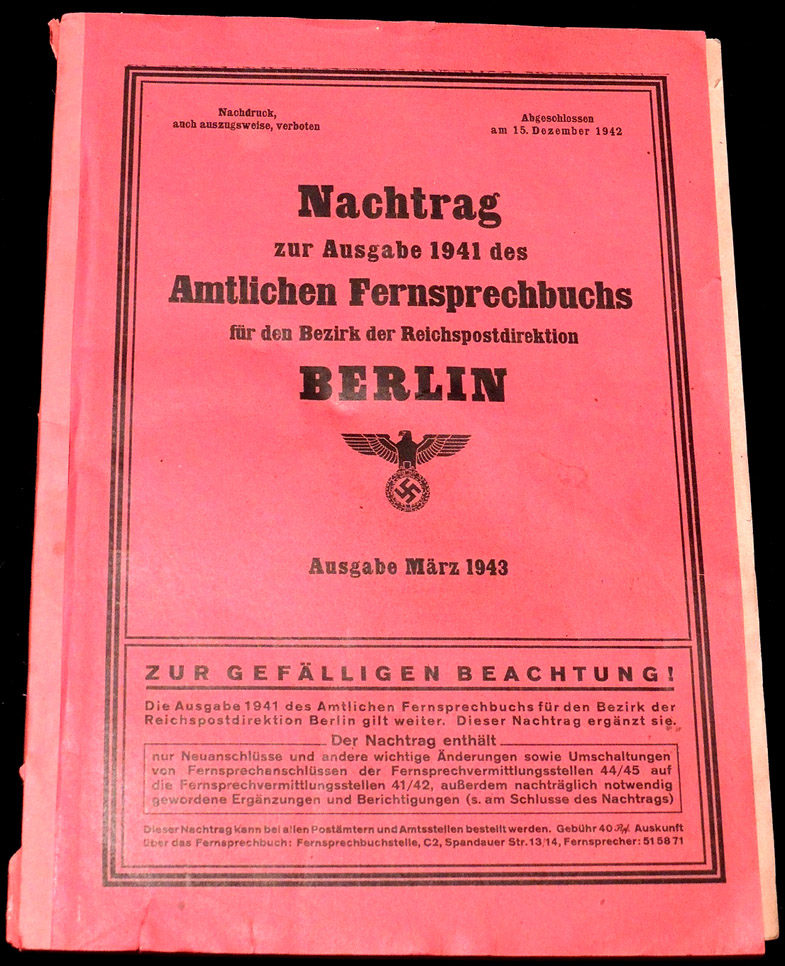 Nachdruck,
auch auszugsweise, verboten
Abgeschlossen
am 15. Dezember 1942
Nachtrag
zur Ausgabe 1941 des
Amtlichen Fernsprechbuchs
für den Bezirk der Reichspostdirektion
BERLIN
Ausgabe März 1943
ZUR GEFÄLLIGEN BEACHTUNG!
Die Ausgabe 1941 des Amtlichen Fernsprechbuchs für den Bezirk der
Reichspostdirektion Berlin gilt weiter. Dieser Nachtrag ergänzt sie.
Der Nachtrag enthält
nur Neuanschlüsse und andere wichtige Änderungen sowie Umschaltungen
von Fernsprechanschlüssen der Fernsprechvermittlungsstellen 44/45 auf
die Fernsprechvermittlungsstellen 41/42, außerdem nachträglich notwendig
gewordene Ergänzungen und Berichtigungen (s. am Schlusse des Nachtrags)
Dieser Nachtrag kann bei allen Postämtern und Amtsstellen bestellt werden. Gebühr 40 Rpf. Auskunft
über das Fernsprechbuch: Fernsprechbuchstelle, C2, Spandauer Str. 13/14, Fernsprecher: 51 58 71